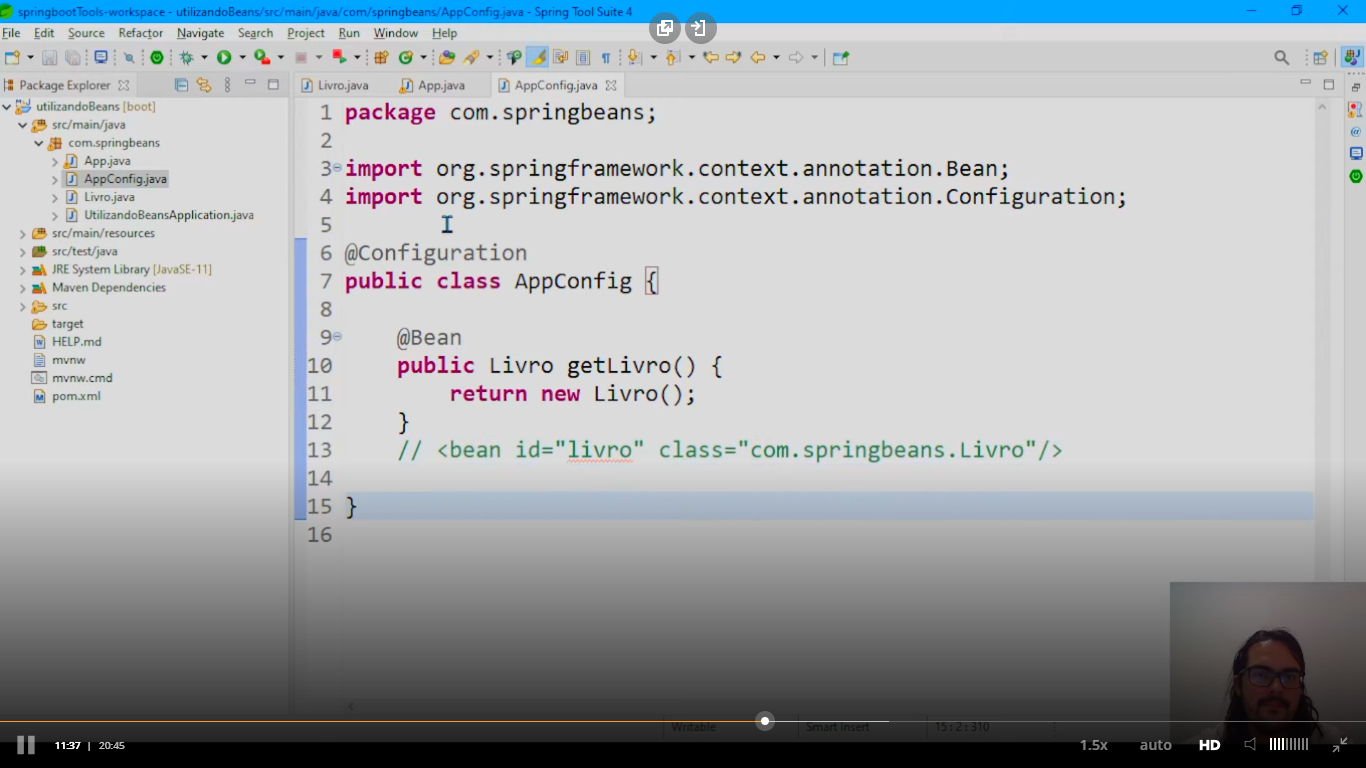 springbootTools-workspace - utilizandoBeans/src/main/java/com/springbeans/AppConfig.java - Spring Tool Suite 4
File Edit Source Refactor Navigate Search Project Run Window Help
Package Explorer
Livro.java
App.java
AppConfig.java
utilizandoBeans [boot]
src/main/java
com.springbeans
App.java
AppConfig.java
Livro.java
UtilizandoBeansApplication.java
src/main/resources
src/test/java
JRE System Library [JavaSE-11]
Maven Dependencies
src
target
HELP.md
mvnw
mvnw.cmd
pom.xml
1 package com.springbeans;
2
3 import org.springframework.context.annotation.Bean;
4 import org.springframework.context.annotation.Configuration;
5
6 @Configuration
7 public class AppConfig {
8
9 @Bean
10 public Livro getLivro() {
11 return new Livro();
12 }
13 // <bean id="livro" class="com.springbeans.Livro"/>
14
15 }
16
Writable
Smart Insert
15:2:310
11:37 | 20:45
1.5x
auto
HD